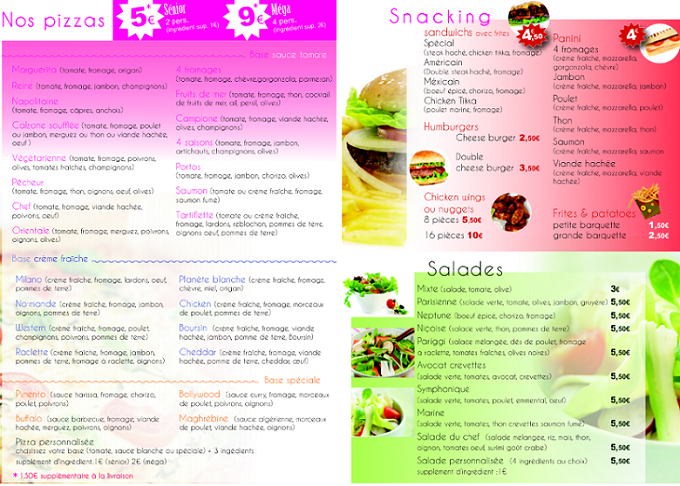 Nos pizzas
5€ Sénior
2 pers.
(ingredient sup. 1€)
9€ Méga
4 pers.
(ingredient sup. 2€)
Base sauce tomate
Marguerita (tomate, fromage, origan)
Reine (tomate, fromage, jambon, champignons)
Napolitaine
(tomate, fromage, câpres, anchois)
Calzone soufflée (tomate, fromage, poulet
ou jambon, merguez ou thon ou viande hachée,
oeuf)
Végétarienne (tomate, fromage, poivrons,
olives, tomates fraîches, champignons)
Pêcheur
(tomate, fromage, thon, oignons, oeuf, olives)
Chef (tomate, fromage, viande hachée,
poivrons, oeuf)
Orientale (tomate, fromage, merguez, poivrons,
oignons, olives)
4 fromages
(tomate, fromage, chèvre, gorgonzola, parmesan)
Fruits de mer (tomate, fromage, thon, cocktail
de fruits de mer, ail, persil, olives)
Campione (tomate, fromage, viande hachée,
olives, champignons)
4 saisons (tomate, fromage, jambon,
artichauts, champignons, olives)
Portos
(tomate, fromage, jambon, chorizo, olives)
Saumon (tomate ou crème fraîche, fromage,
saumon fumé)
Tartiflette (tomate ou crème fraîche,
fromage, lardons, reblochon, pommes de terre,
oignons oeuf, pommes de terre)
Base crème fraîche
Milano (crème fraîche, fromage, lardons, oeuf,
pommes de terre)
Normande (crème fraîche, fromage, jambon,
oignons, pommes de terre)
Western (crème fraîche, fromage, poulet,
champignons, poivrons, pommes de terre)
Raclette (crème fraîche, fromage, jambon,
pommes de terre, fromage à raclette, oignons)
Planète blanche (crème fraîche, fromage,
chèvre, miel, origan)
Chicken (crème fraîche, fromage, morceaux
de poulet, pommes de terre)
Boursin (crème fraîche, fromage, viande
hachée, jambon, pommes de terre, Boursin)
Cheddar (crème fraîche, fromage, viande
hachée, pommes de terre, cheddar, oeuf)
Base spéciale
Pinénto (sauce harissa, fromage, chorizo,
poulet, poivrons)
Buffalo (sauce barbecue, fromage, viande
hachée, merguez, poivrons, oignons)
Bollywood (sauce curry, fromage, morceaux
de poulet, poivrons, oignons)
Maghrébine (sauce algérienne, morceaux
de poulet, viande hachée, oignons)
Pizza personnalisée
choisissez votre base (tomate, sauce blanche ou spéciale) + 3 ingédients
supplément d'ingrédient:1€ (sénior) 2€ (méga)
* 1.50€ supplémentaire à la livraison
Snacking
sandwichs avec frites
4€,50
Spécial
(steak haché, chicken tikka, fromage)
Américain
(Double steak haché, fromage)
Méxicain
(boeuf épicé, chorizo, fromage)
Chicken Tikka
(poulet mariné, fromage)
Humburgers
Cheese burger 2,50€
Double
cheese burger 3,50€
Chicken wings
ou nuggets
8 pièces 5.50€
16 pièces 10€
Panini
4€
4 fromages
(crème fraîche, mozzarella,
gorgonzola, chèvre)
Jambon
(crème fraîche, mozzarella, jambon)
Poulet
(crème fraîche, mozzarella, poulet)
Thon
(crème fraîche, mozzarella, thon)
Saumon
(crème fraîche, mozzarella, saumon
Viande hachée
(crème fraîche, mozzarella, viande
hachée)
Frites & patatoes
petite barquette 1,50€
grande barquette 2,50€
Salades
Mixte (salade, tomate, olive) 3€
Parisienne (salade verte, tomate, olives, jambon, gruyère) 5,50€
Neptune (boeuf épicé, chorizo, fromage) 5,50€
Niçoise (salade verte, thon, pommes de terre) 5,50€
Pariggi (salace mélangée, dés de poulet, fromage
à raclette, tomates fraîches, olives noires) 5,50€
Avocat crevettes
(salade verte, tomates, avocat, crevettes) 5,50€
Symphonique
(salade verte, tomates, poulet, emmental, oeuf) 5,50€
Marine
(salade verte, tomates, thon crevettes saumon fumé) 5,50€
Salade du chef (salade mélangée, riz, maïs, thon,
oignon, tomates oeuf, surimi goût crabe) 5,50€
Salade personnalisée (4 ingrédients au choix) 5,50€
supplement d'ingredient :1€